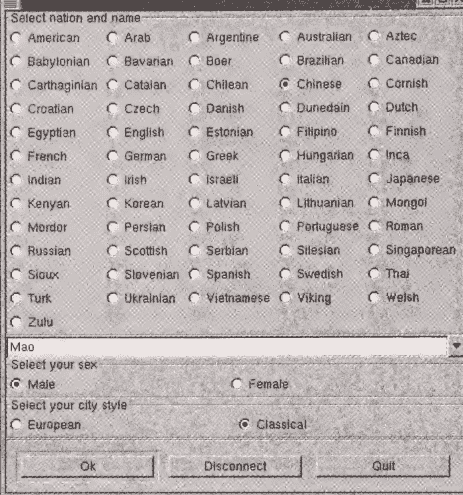 Select nation and name
American Arab Argentine Australian Aztec
Babylonian Bavarian Boer Brazilian Canadian
Carthaginian Catalan Chilean Chinese Cornish
Croatian Czech Danish Dunedain Dutch
Egyptian English Estonian Filipino Finnish
French German Greek Hungarian Inca
Indian Irish Israeli Italian Japanese
Kenyan Korean Latvian Lithuanian Mongol
Mordor Persian Polish Portuguese Roman
Russian Scottish Serbian Silesian Singaporean
Sioux Slovenian Spanish Swedish Thai
Turk Ukrainian Vietnamese Viking Welsh
Zulu
Mao
Select your sex
Male Female
Select your city style
European Classical
Ok Disconnect Quit